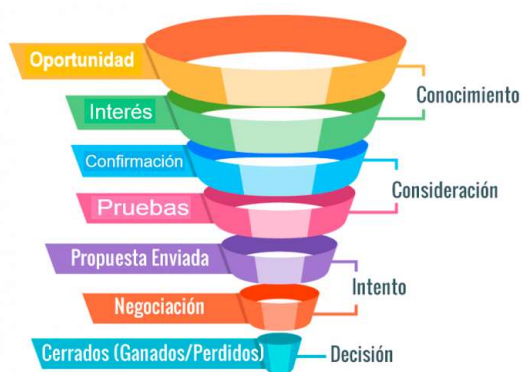 Oportunidad
Conocimiento
Interés
Confirmación
Consideración
Pruebas
Propuesta Enviada
Intento
Negociación
Cerrados (Ganados/Perdidos)
Decisión